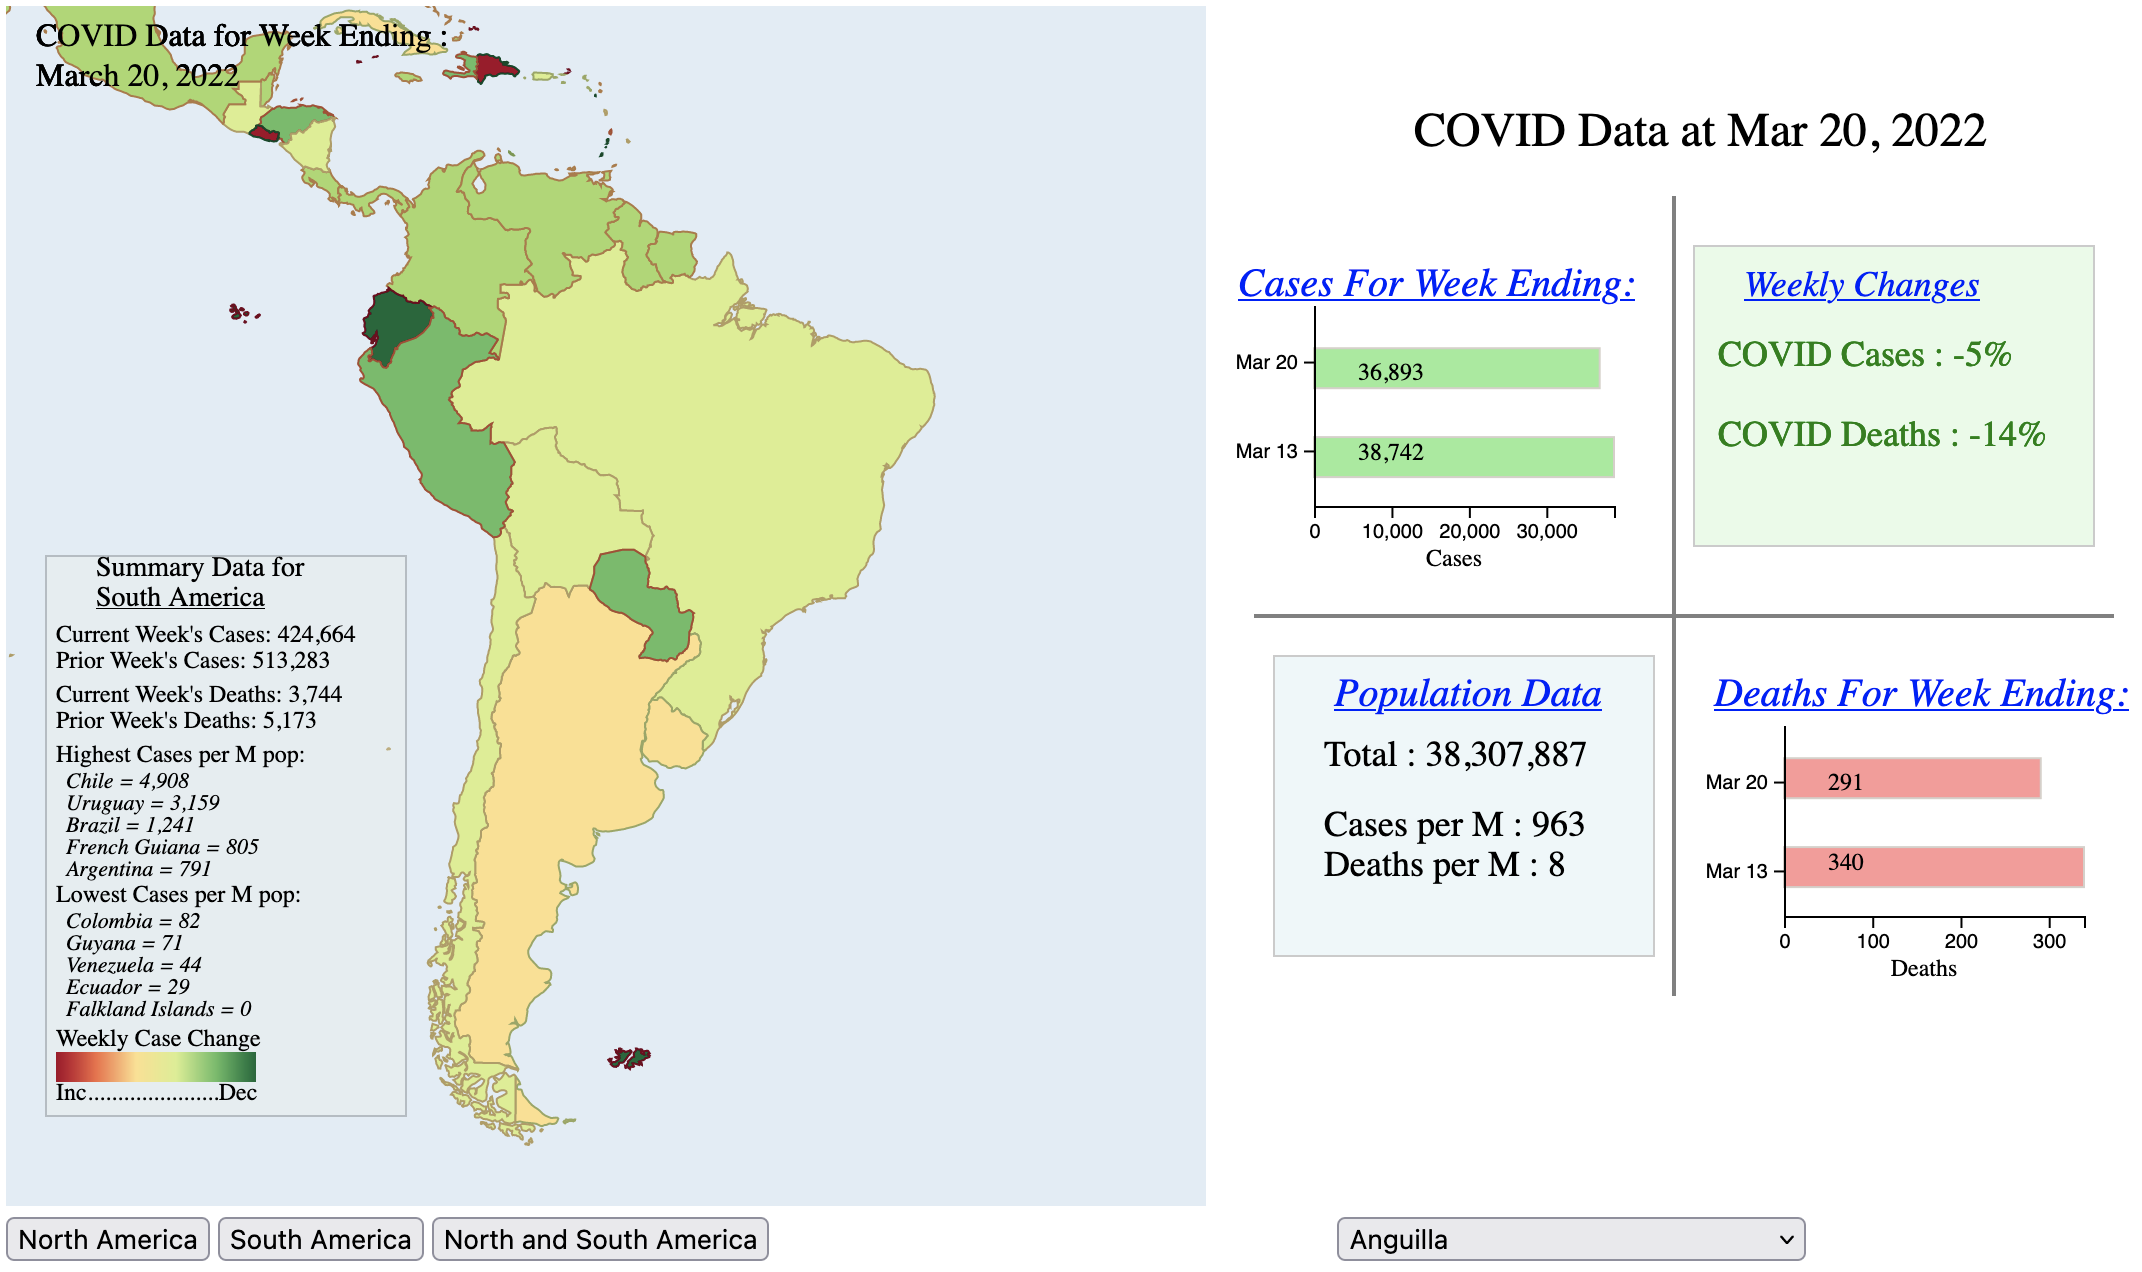 COVID Data for Week Ending :
March 20, 2022
Summary Data for
South America
Current Week's Cases: 424,664
Prior Week's Cases: 513,283
Current Week's Deaths: 3,744
Prior Week's Deaths: 5,173
Highest Cases per M pop:
Chile = 4,908
Uruguay = 3,159
Brazil = 1,241
French Guiana = 805
Argentina = 791
Lowest Cases per M pop:
Colombia = 82
Guyana = 71
Venezuela = 44
Ecuador = 29
Falkland Islands = 0
Weekly Case Change
Inc......................Dec
COVID Data at Mar 20, 2022
Cases For Week Ending:
Mar 20
36,893
Mar 13
38,742
0 10,000 20,000 30,000
Cases
Weekly Changes
COVID Cases : -5%
COVID Deaths : -14%
Population Data
Total : 38,307,887
Cases per M : 963
Deaths per M : 8
Deaths For Week Ending:
Mar 20
291
Mar 13
340
0 100 200 300
Deaths
North America South America North and South America
Anguilla